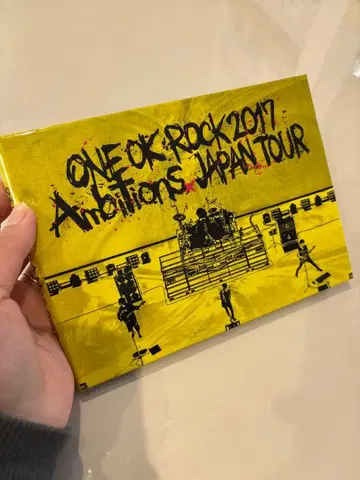 ONE OK ROCK 2017
Ambitions JAPAN TOUR